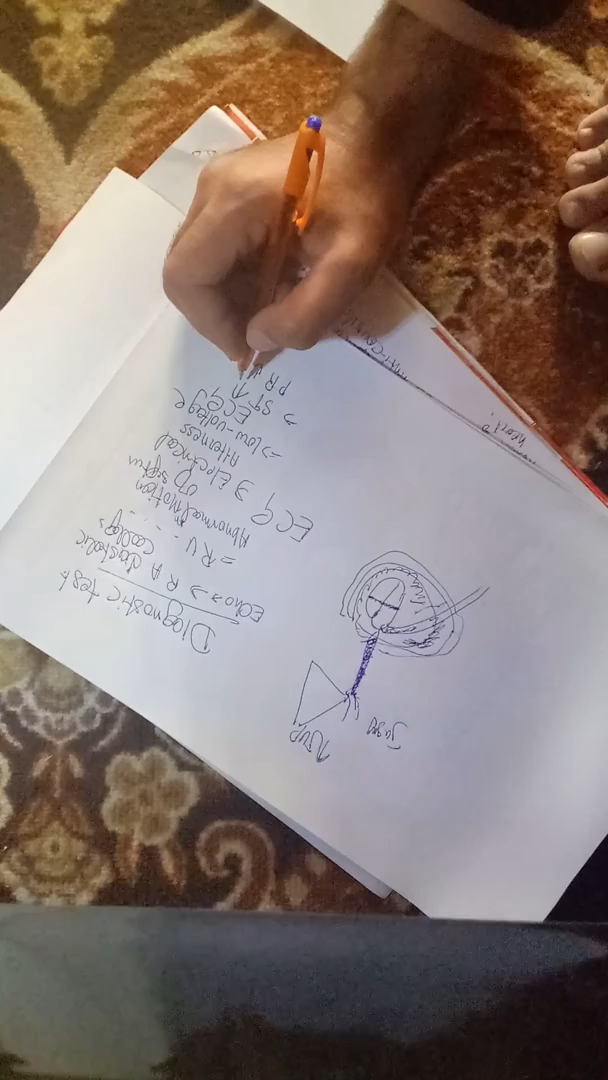 Diagnostic test
Echo => R A diastolic
collaps
= RV - - - -
Abnormal Motion
of septum
ECG => Electrical
Alterness
=> low-voltage
ECG
=> ST ↑
PR ↓
↑JVP
heart?